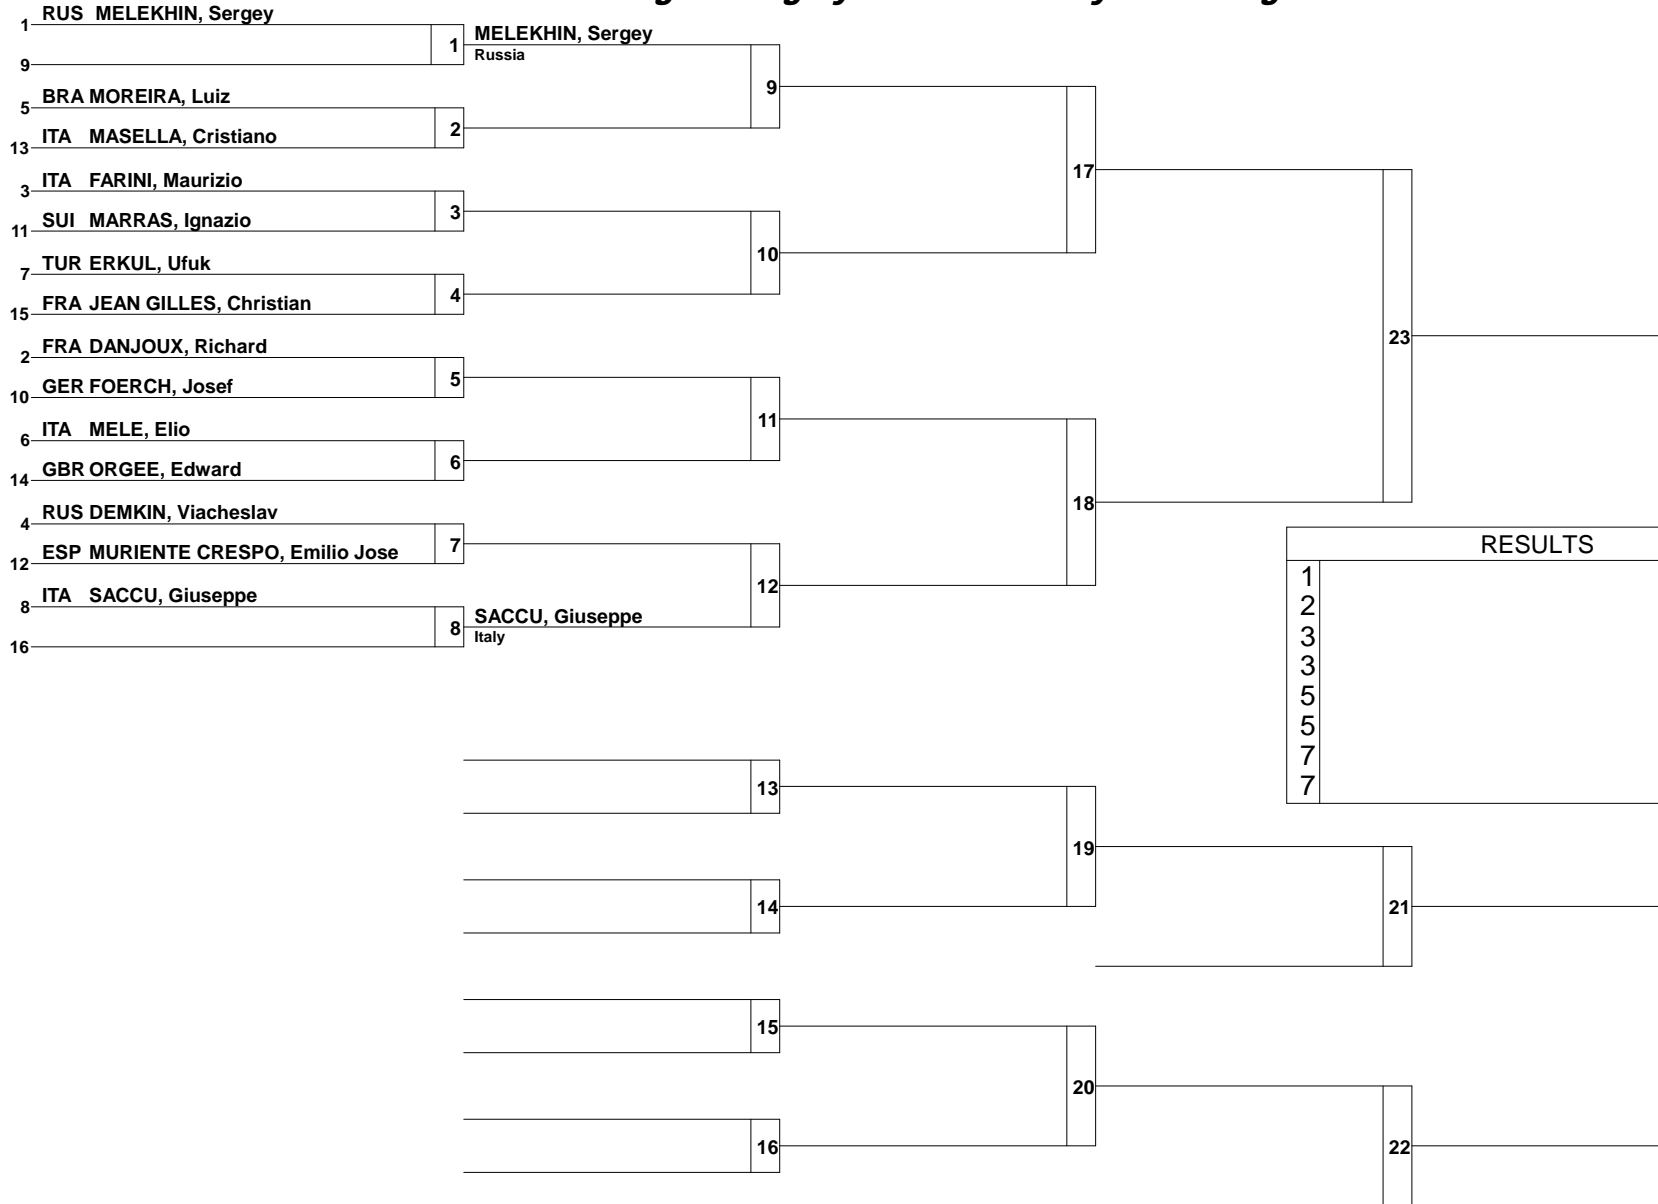 1 RUS MELEKHIN, Sergey
9
1 MELEKHIN, Sergey
Russia
5 BRA MOREIRA, Luiz
13 ITA MASELLA, Cristiano
2
9
3 ITA FARINI, Maurizio
11 SUI MARRAS, Ignazio
3
7 TUR ERKUL, Ufuk
15 FRA JEAN GILLES, Christian
4
10
17
2 FRA DANJOUX, Richard
10 GER FOERCH, Josef
5
6 ITA MELE, Elio
14 GBR ORGEE, Edward
6
11
4 RUS DEMKIN, Viacheslav
12 ESP MURIENTE CRESPO, Emilio Jose
7
8 ITA SACCU, Giuseppe
16
8 SACCU, Giuseppe
Italy
12
18
23
RESULTS
1
2
3
3
5
5
7
7
13
14
19
21
15
16
20
22